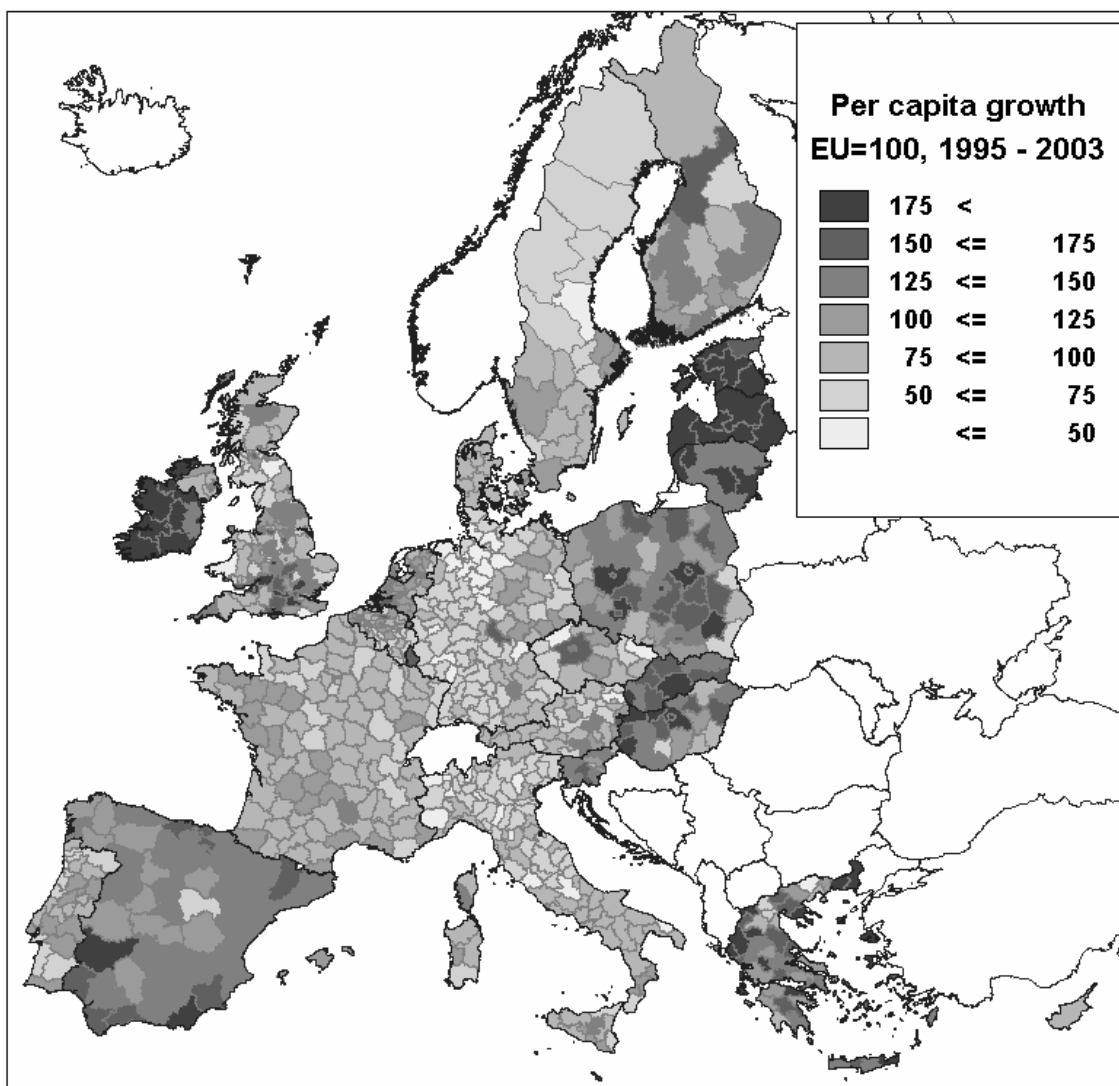 Per capita growth
EU=100, 1995 - 2003
175 <
150 <= 175
125 <= 150
100 <= 125
75 <= 100
50 <= 75
<= 50